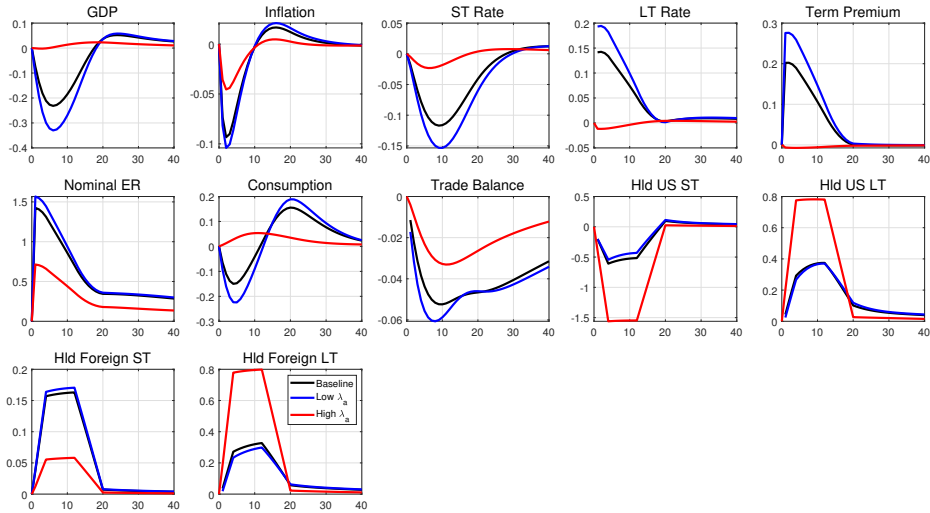 GDP
0.1
0
-0.1
-0.2
-0.3
-0.4
0 10 20 30 40
Inflation
0
-0.05
-0.1
0 10 20 30 40
ST Rate
0.05
0
-0.05
-0.1
-0.15
0 10 20 30 40
LT Rate
0.2
0.15
0.1
0.05
0
-0.05
0 10 20 30 40
Term Premium
0.3
0.2
0.1
0
0 10 20 30 40
Nominal ER
1.5
1
0.5
0
0 10 20 30 40
Consumption
0.2
0.1
0
-0.1
-0.2
-0.3
0 10 20 30 40
Trade Balance
0
-0.02
-0.04
-0.06
0 10 20 30 40
Hld US ST
0.5
0
-0.5
-1
-1.5
0 10 20 30 40
Hld US LT
0.8
0.6
0.4
0.2
0
0 10 20 30 40
Hld Foreign ST
0.2
0.15
0.1
0.05
0
0 10 20 30 40
Hld Foreign LT
0.8
0.6
0.4
0.2
0
0 10 20 30 40
Baseline
Low λa
High λa